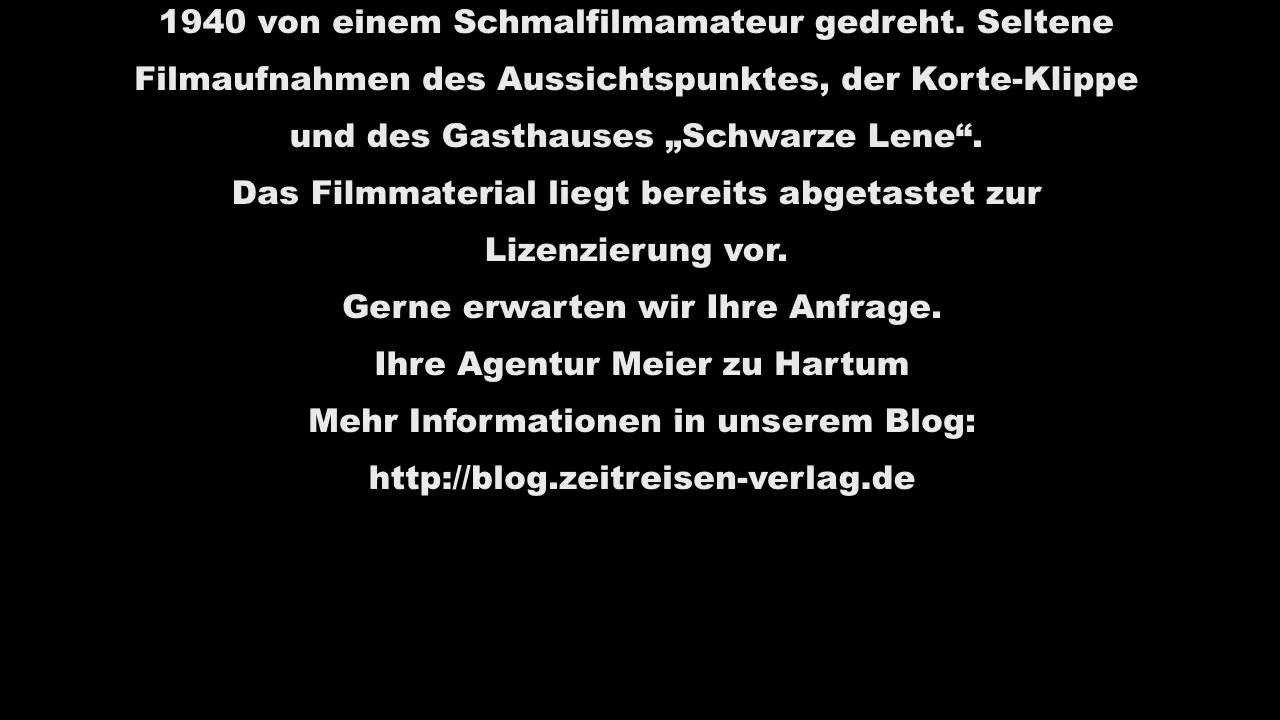 1940 von einem Schmalfilmamateur gedreht. Seltene
Filmaufnahmen des Aussichtspunktes, der Korte-Klippe
und des Gasthauses „Schwarze Lene“.
Das Filmmaterial liegt bereits abgetastet zur
Lizenzierung vor.
Gerne erwarten wir Ihre Anfrage.
Ihre Agentur Meier zu Hartum
Mehr Informationen in unserem Blog:
http://blog.zeitreisen-verlag.de